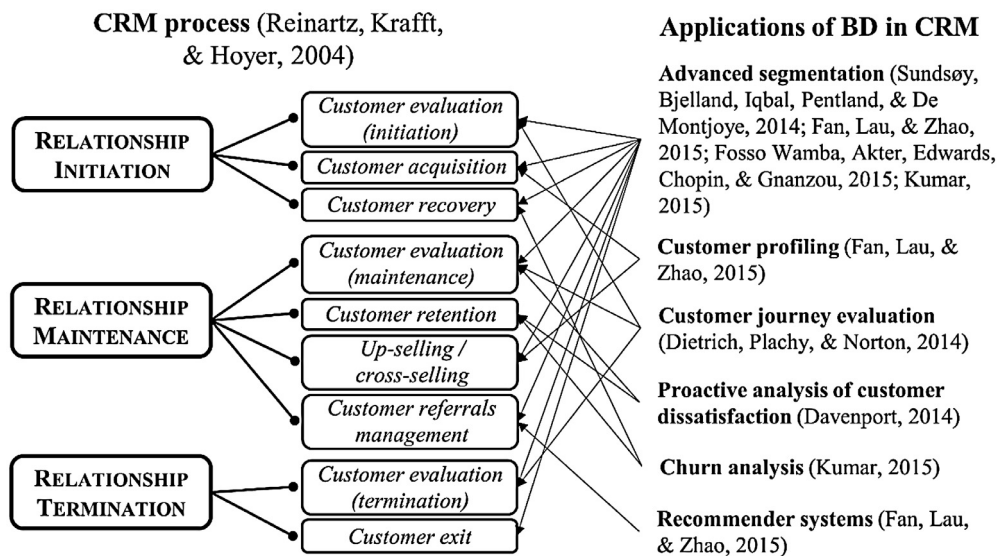 CRM process (Reinartz, Krafft,
& Hoyer, 2004)
RELATIONSHIP
INITIATION
Customer evaluation
(initiation)
Customer acquisition
Customer recovery
RELATIONSHIP
MAINTENANCE
Customer evaluation
(maintenance)
Customer retention
Up-selling /
cross-selling
Customer referrals
management
RELATIONSHIP
TERMINATION
Customer evaluation
(termination)
Customer exit
Applications of BD in CRM
Advanced segmentation (Sundsøy,
Bjelland, Iqbal, Pentland, & De
Montjoye, 2014; Fan, Lau, & Zhao,
2015; Fosso Wamba, Akter, Edwards,
Chopin, & Gnanzou, 2015; Kumar,
2015)
Customer profiling (Fan, Lau, &
Zhao, 2015)
Customer journey evaluation
(Dietrich, Plachy, & Norton, 2014)
Proactive analysis of customer
dissatisfaction (Davenport, 2014)
Churn analysis (Kumar, 2015)
Recommender systems (Fan, Lau,
& Zhao, 2015)